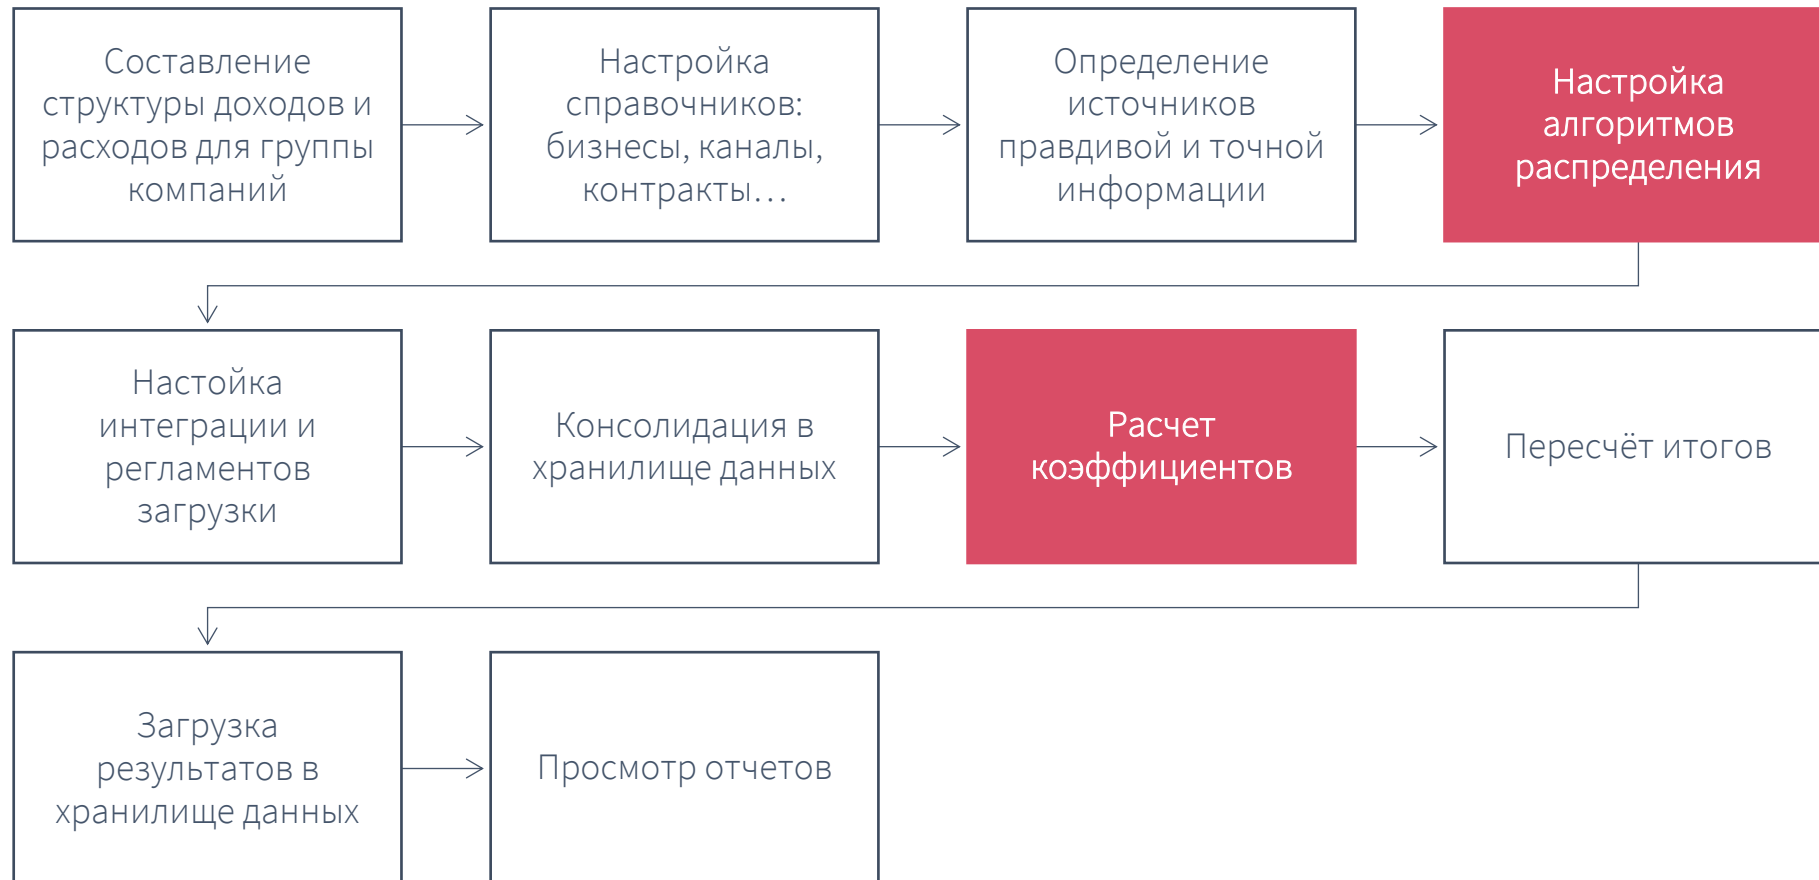 Составление
структуры доходов и
расходов для группы
компаний
Настройка
справочников:
бизнесы, каналы,
контракты…
Определение
источников
правдивой и точной
информации
Настройка
алгоритмов
распределения
Настойка
интеграции и
регламентов
загрузки
Консолидация в
хранилище данных
Расчет
коэффициентов
Пересчёт итогов
Загрузка
результатов в
хранилище данных
Просмотр отчетов